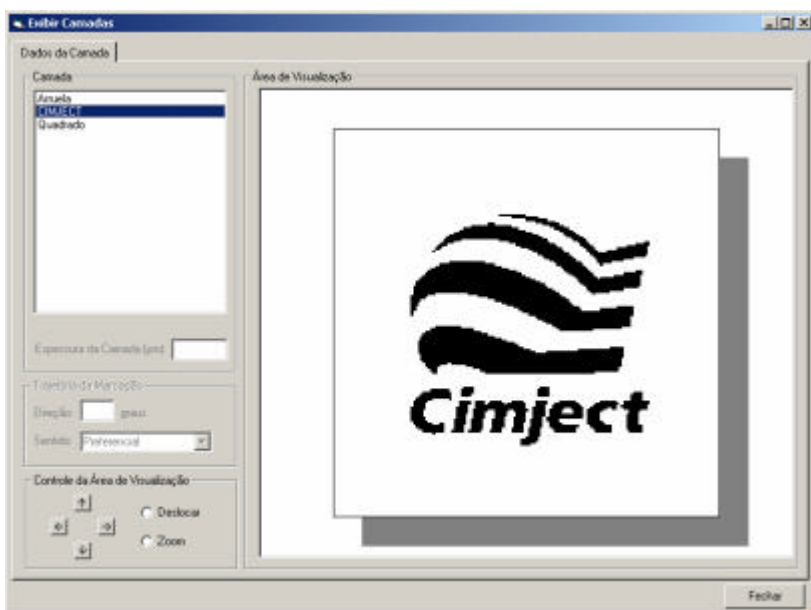 Exibir Camadas
Dados da Camada
Camada
Arruela
CIMJECT
Quadrado
Espessura da Camada (µm)
Trajetória da Marcação
Direção graus
Sentido Preferencial
Controle da Área de Visualização
Deslocar
Zoom
Área de Visualização
Cimject
Fechar